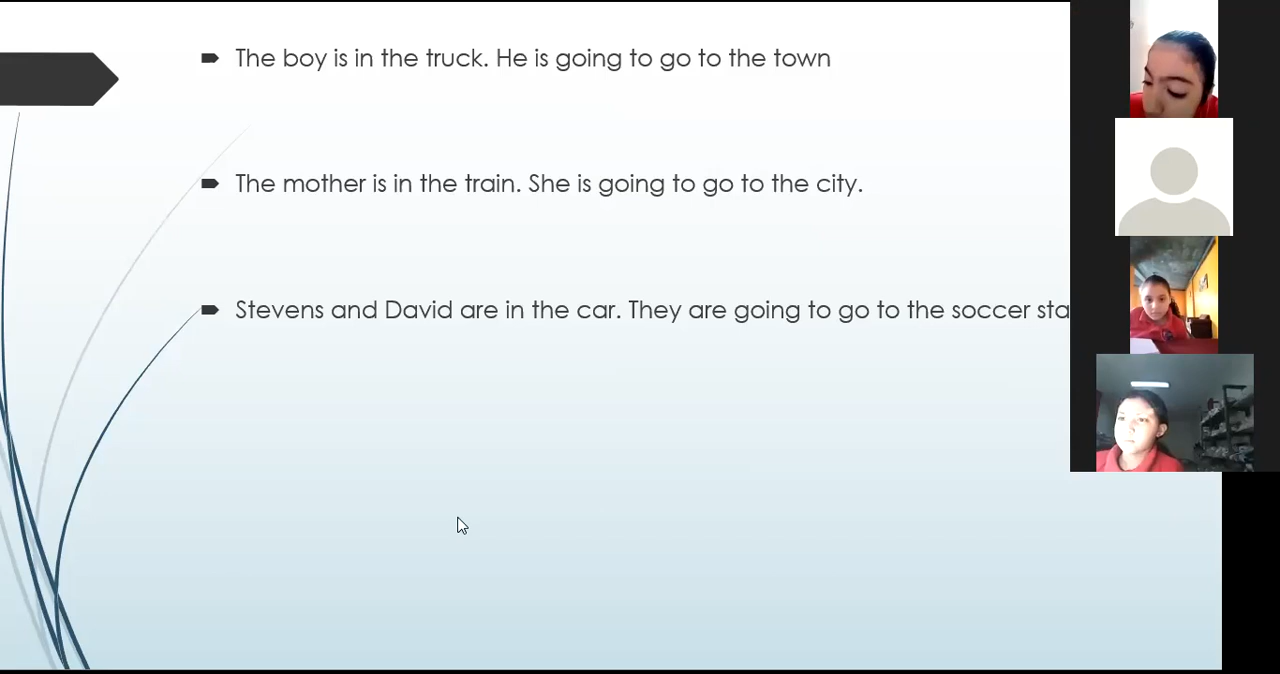 The boy is in the truck. He is going to go to the town
The mother is in the train. She is going to go to the city.
Stevens and David are in the car. They are going to go to the soccer